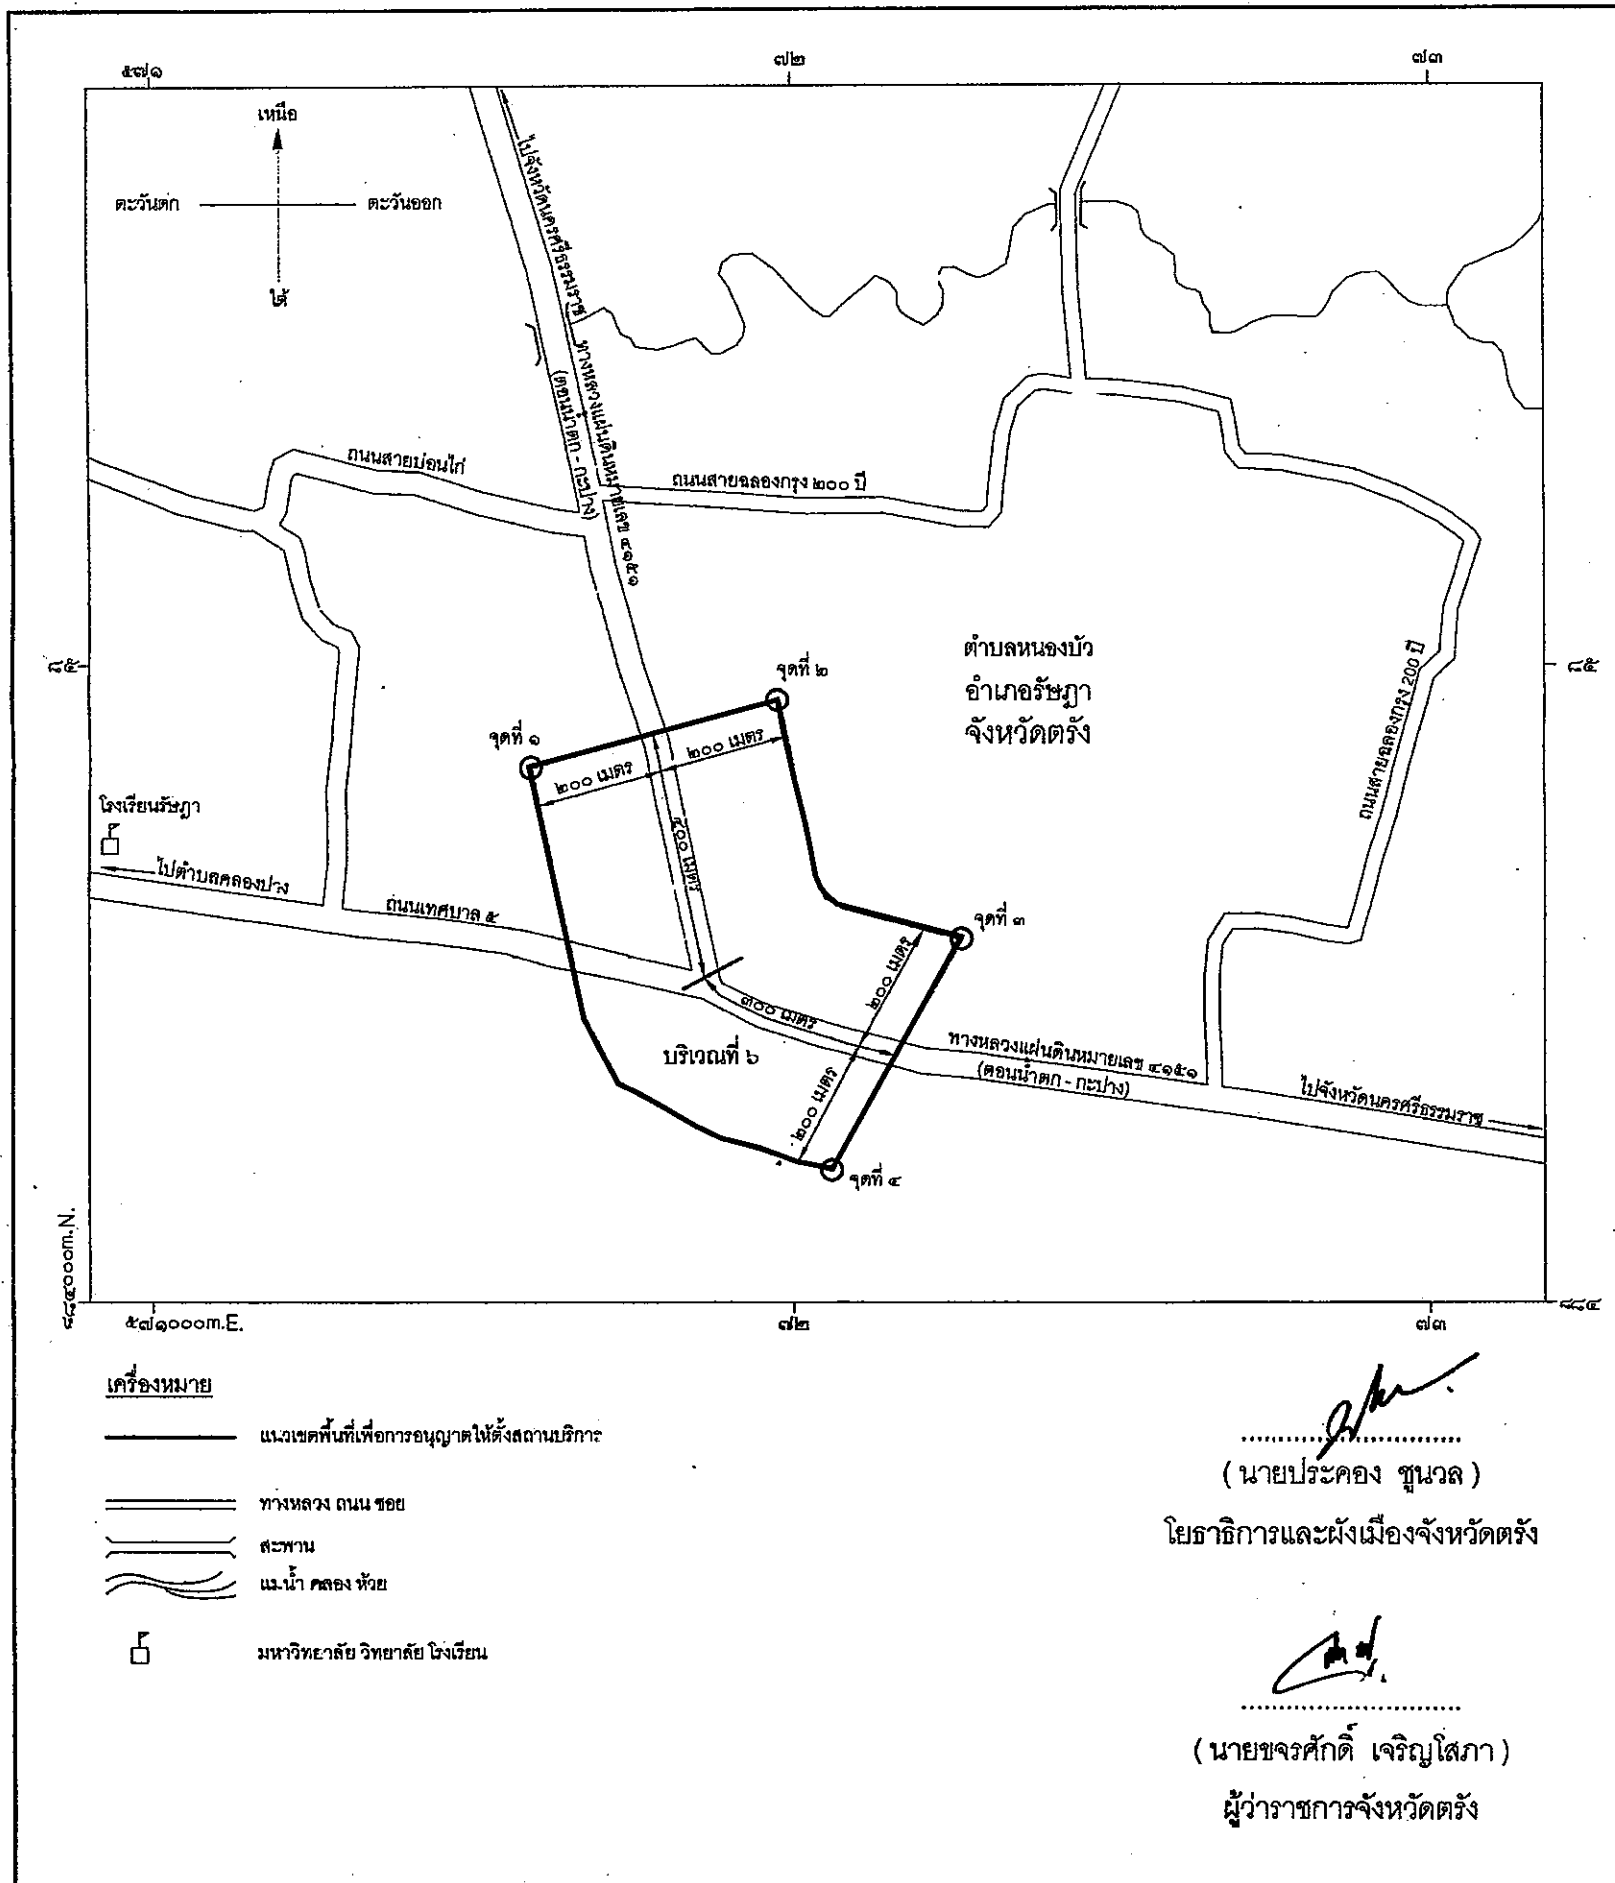 ๕๗๑
๗๒
๗๓
เหนือ
ตะวันตก
ตะวันออก
ใต้
ไปจังหวัดนครศรีธรรมราช
ทางหลวงแผ่นดินหมายเลข ๔๑๕๑
(ตอนน้ำตก - กะปาง)
ถนนสายบ่อนไก่
ถนนสายฉลองกรุง ๒๐๐ ปี
๘๕
๘๕
ตำบลหนองบัว
อำเภอรัษฎา
จังหวัดตรัง
ถนนสายฉลองกรุง 200 ปี
จุดที่ ๑
จุดที่ ๒
๒๐๐ เมตร
๒๐๐ เมตร
๔๐๐ เมตร
โรงเรียนรัษฎา
ไปตำบลคลองปาง
ถนนเทศบาล ๕
จุดที่ ๓
๒๐๐ เมตร
๓๐๐ เมตร
บริเวณที่ ๖
ทางหลวงแผ่นดินหมายเลข ๔๑๕๑
(ตอนน้ำตก - กะปาง)
ไปจังหวัดนครศรีธรรมราช
๒๐๐ เมตร
จุดที่ ๔
๘๘๔๐๐๐m.N.
๘๘๔
๕๗๑๐๐๐m.E.
๗๒
๗๓
เครื่องหมาย
แนวเขตพื้นที่เพื่อการอนุญาตให้ตั้งสถานบริการ
ทางหลวง ถนน ซอย
สะพาน
แม่น้ำ คลอง ห้วย
มหาวิทยาลัย วิทยาลัย โรงเรียน
(นายประคอง ชูนวล)
โยธาธิการและผังเมืองจังหวัดตรัง
(นายขจรศักดิ์ เจริญโสภา)
ผู้ว่าราชการจังหวัดตรัง